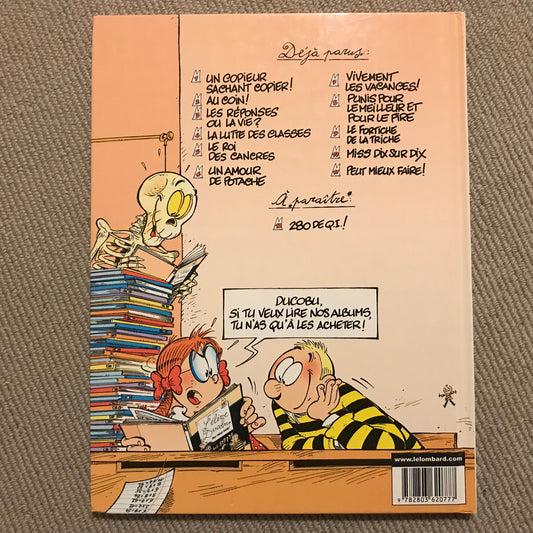 Déjà parus:
UN COPIEUR
SACHANT COPIER!
AU COIN!
LES RÉPONSES
OU LA VIE?
LA LUTTE DES CLASSES
LE ROI
DES CANCRES
UN AMOUR
DE POTACHE
VIVEMENT
LES VACANCES!
PUNIS POUR
LE MEILLEUR ET
POUR LE PIRE
LE FORTICHE
DE LA TRICHE
MISS DIX SUR DIX
PEUT MIEUX FAIRE!
À paraître:
280 DE Q.I.!
DUCOBU,
SI TU VEUX LIRE NOS ALBUMS,
TU N'AS QU'À LES ACHETER!
L'élève
Ducobu
www.lelombard.com
9 782803 620777